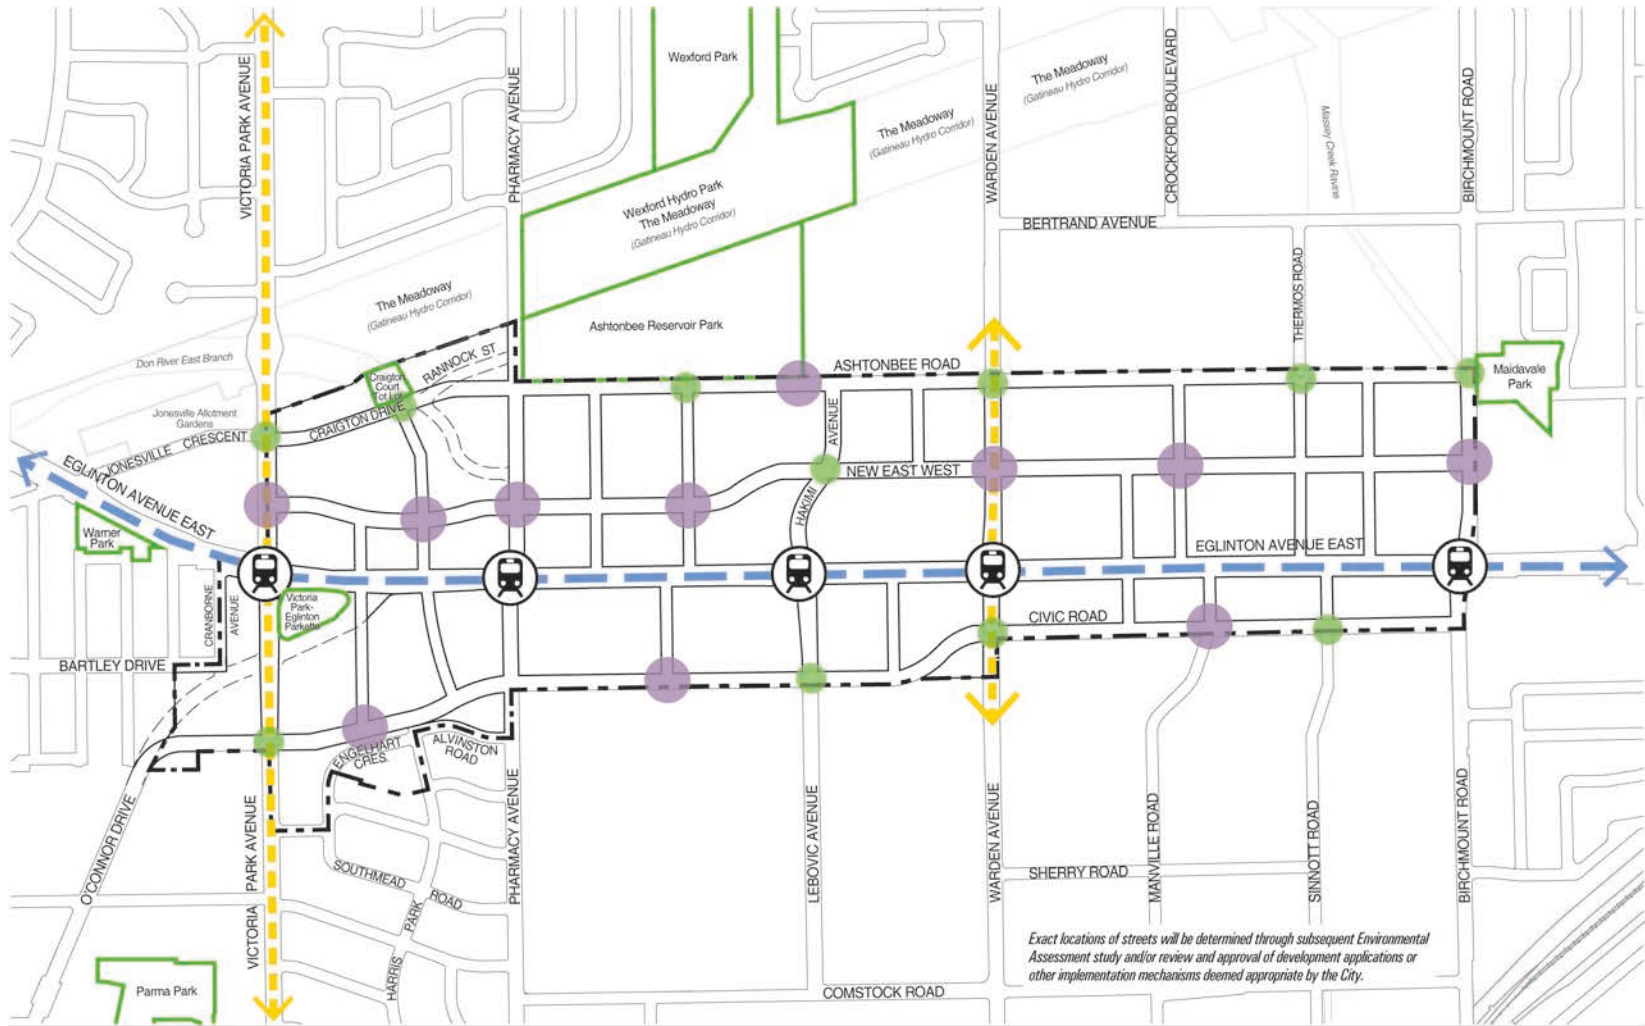 Wexford Park
The Meadoway
(Gatineau Hydro Corridor)
The Meadoway
(Gatineau Hydro Corridor)
VICTORIA PARK AVENUE
PHARMACY AVENUE
WARDEN AVENUE
CROCKFORD BOULEVARD
Massey Creek Ravine
BIRCHMOUNT ROAD
Wexford Hydro Park
The Meadoway
(Gatineau Hydro Corridor)
BERTRAND AVENUE
The Meadoway
(Gatineau Hydro Corridor)
THERMOS ROAD
Ashtonbee Reservoir Park
Don River East Branch
RANNOCK ST
ASHTONBEE ROAD
Craigton
Court
Tot Lot
Maidavale
Park
Jonesville Allotment
Gardens
CRAIGTON DRIVE
JONESVILLE CRESCENT
HAKIMI AVENUE
NEW EAST WEST
EGLINTON AVENUE EAST
Warner
Park
EGLINTON AVENUE EAST
CRANBORNE
AVENUE
Victoria
Park-
Eglinton
Parkette
CIVIC ROAD
BARTLEY DRIVE
ENGELHART
CRES.
ALVINSTON
ROAD
O'CONNOR DRIVE
VICTORIA PARK AVENUE
PHARMACY AVENUE
LEBOVIC AVENUE
WARDEN AVENUE
MANVILLE ROAD
SINNOTT ROAD
BIRCHMOUNT ROAD
SOUTHMEAD ROAD
SHERRY ROAD
HARRIS PARK
Exact locations of streets will be determined through subsequent Environmental
Assessment study and/or review and approval of development applications or
other implementation mechanisms deemed appropriate by the City.
Parma Park
COMSTOCK ROAD